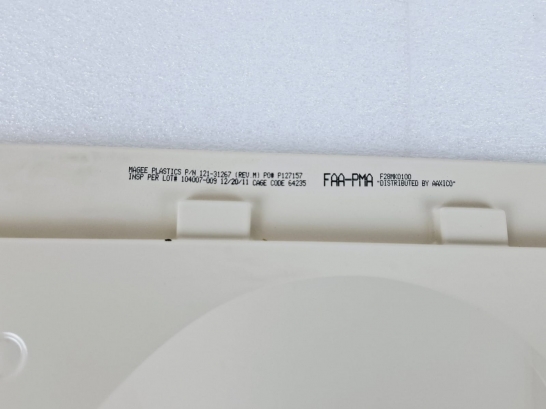 MAGEE PLASTICS P/N 121-31267 (REV M) PO# P127157
INSP PER LOT# 104007-009 12/20/11 CAGE CODE 64235
FAA-PMA
F28MK0100
"DISTRIBUTED BY AAXICO"